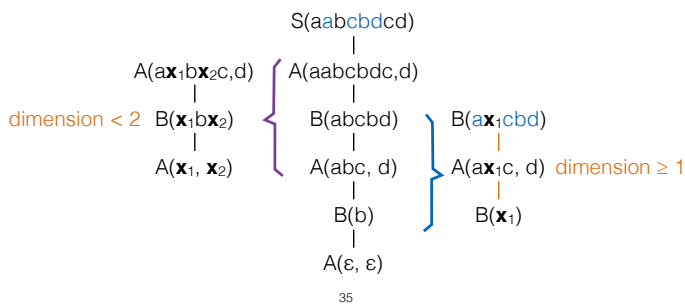 S(aabcbdcd)
A(a𝐱₁b𝐱₂c,d) A(aabcbdc,d)
dimension < 2 B(𝐱₁b𝐱₂) B(abcbd) B(a𝐱₁cbd)
A(𝐱₁, 𝐱₂) A(abc, d) A(a𝐱₁c, d) dimension ≥ 1
B(b) B(𝐱₁)
A(ε, ε)
35